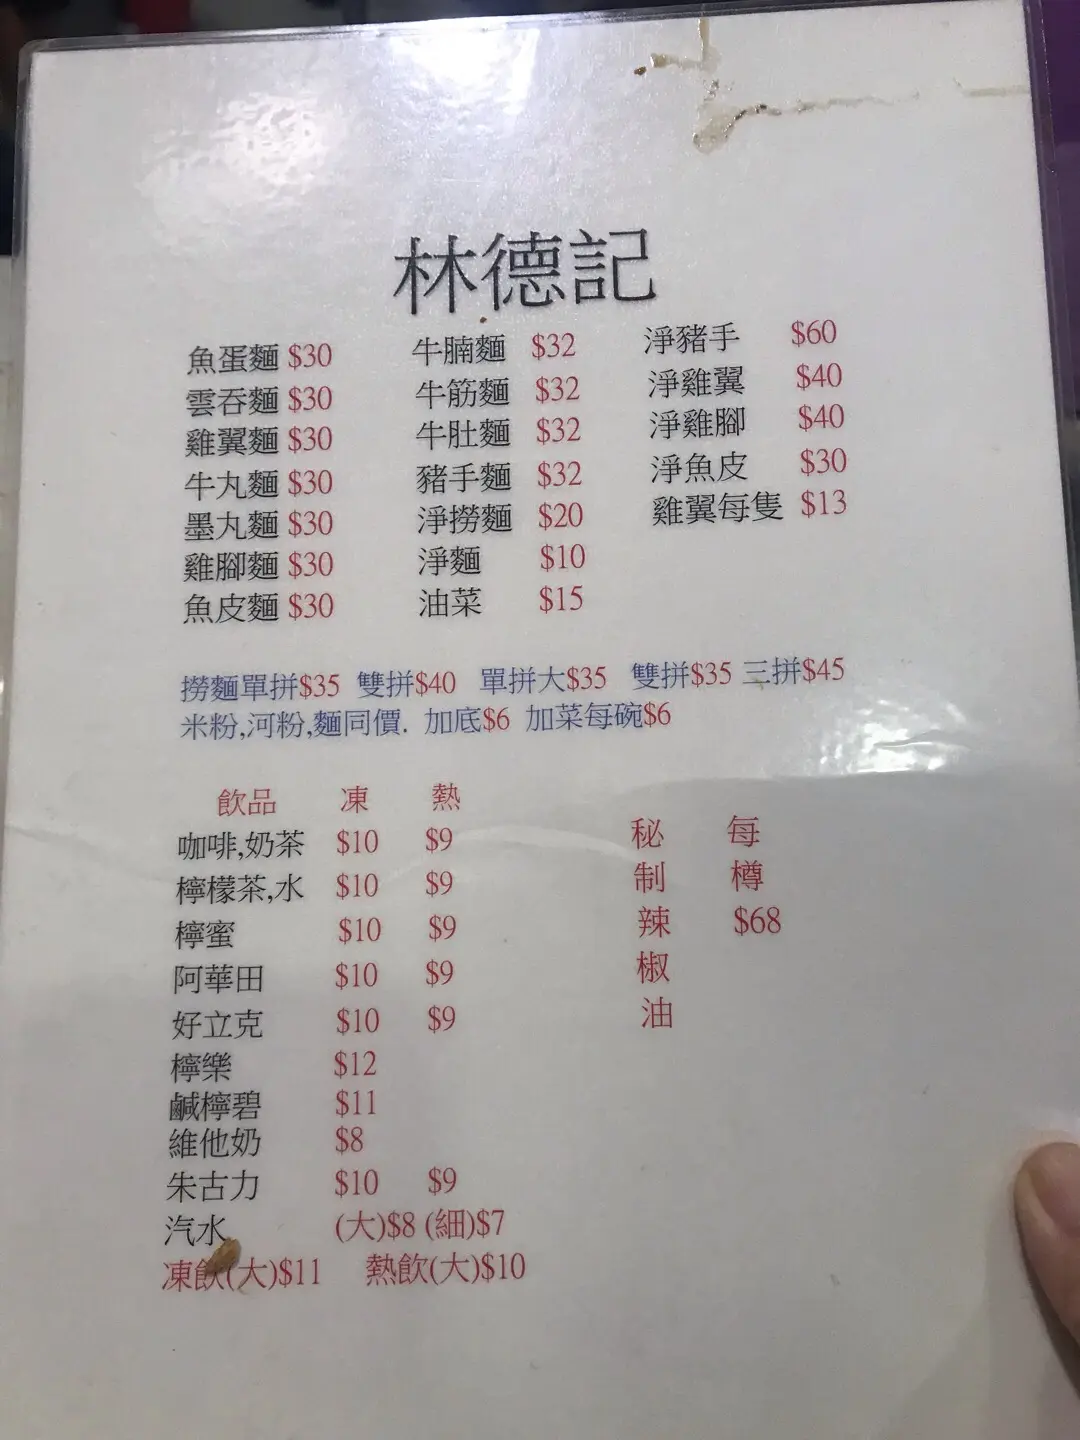 林德記
魚蛋麵 $30 牛腩麵 $32 淨豬手 $60
雲吞麵 $30 牛筋麵 $32 淨雞翼 $40
雞翼麵 $30 牛肚麵 $32 淨雞腳 $40
牛丸麵 $30 豬手麵 $32 淨魚皮 $30
墨丸麵 $30 淨撈麵 $20 雞翼每隻 $13
雞腳麵 $30 淨麵 $10
魚皮麵 $30 油菜 $15
撈麵單拼$35 雙拼$40 單拼大$35 雙拼$35 三拼$45
米粉,河粉,麵同價. 加底$6 加菜每碗$6
飲品 凍 熱
咖啡,奶茶 $10 $9
檸檬茶,水 $10 $9
檸蜜 $10 $9
阿華田 $10 $9
好立克 $10 $9
檸樂 $12
鹹檸碧 $11
維他奶 $8
朱古力 $10 $9
汽水 (大)$8 (細)$7
凍飲(大)$11 熱飲(大)$10
秘制辣椒油
每樽$68